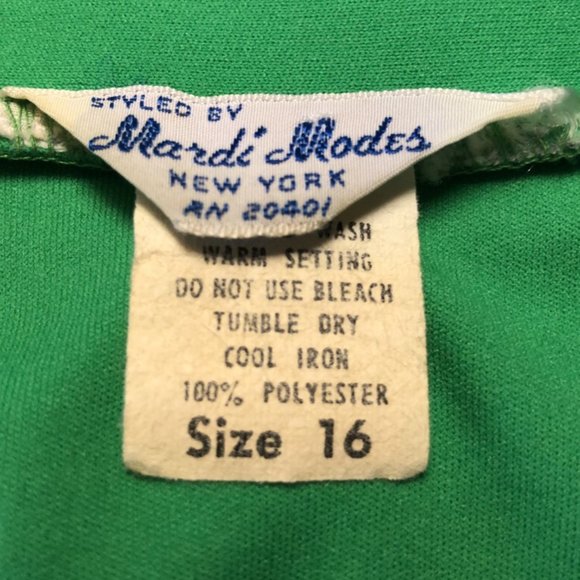 STYLED BY
Mardi Modes
NEW YORK
RN 20401
WASH
WARM SETTING
DO NOT USE BLEACH
TUMBLE DRY
COOL IRON
100% POLYESTER
Size 16